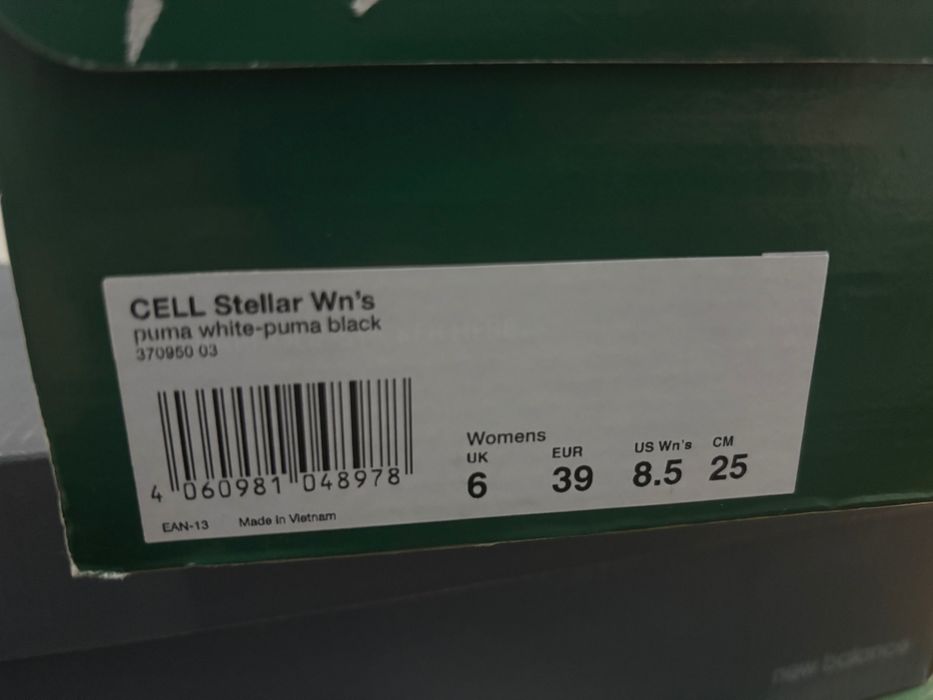 CELL Stellar Wn's
puma white-puma black
370950 03
4 060981 048978
EAN-13 Made in Vietnam
Womens
UK EUR US Wn's CM
6 39 8.5 25
new balance